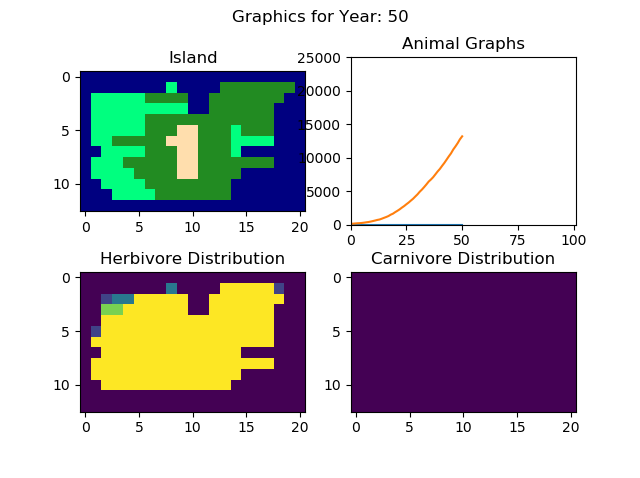 Graphics for Year: 50
Island
0
5
10
0 5 10 15 20
Animal Graphs
25000
20000
15000
10000
5000
0
0 25 50 75 100
Herbivore Distribution
0
5
10
0 5 10 15 20
Carnivore Distribution
0
5
10
0 5 10 15 20